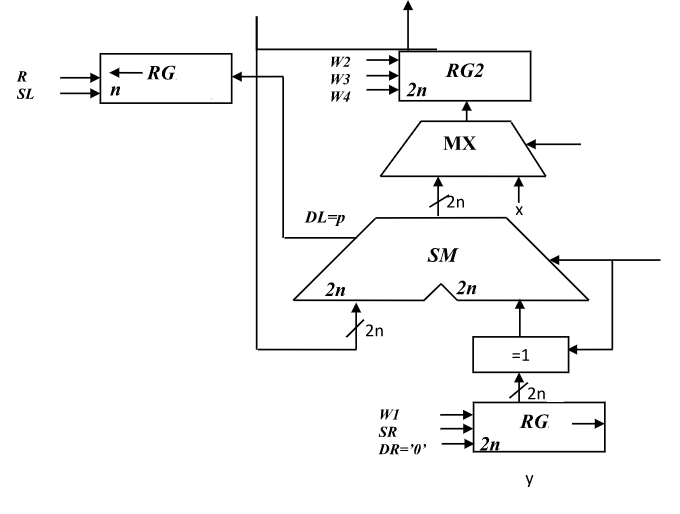 R
SL
RG
n
W2
W3
W4
RG2
2n
MX
2n
x
DL=p
SM
2n
2n
2n
=1
2n
W1
SR
DR='0'
RG
2n
y